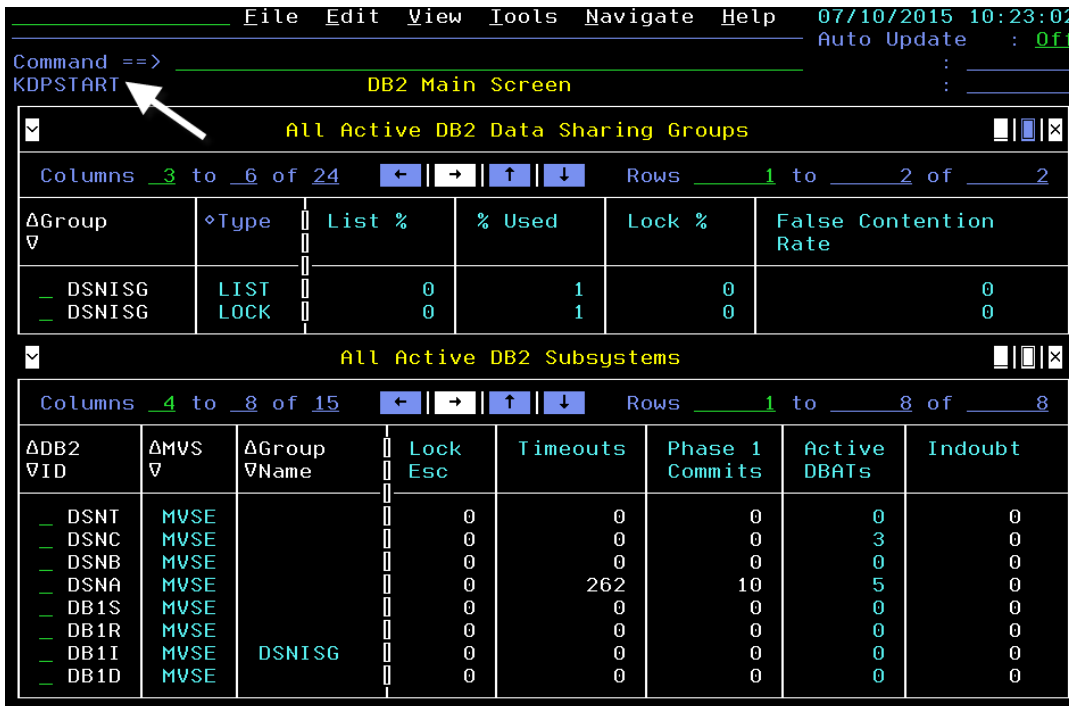 File Edit View Tools Navigate Help 07/10/2015 10:23:02
Auto Update : Off
Command ==> :
KDPSTART DB2 Main Screen :
All Active DB2 Data Sharing Groups
Columns 3 to 6 of 24 ← → ↑ ↓ Rows 1 to 2 of 2
ΔGroup ◇Type List % % Used Lock % False Contention
∇ Rate
_ DSNISG LIST 0 1 0 0
_ DSNISG LOCK 0 1 0 0
All Active DB2 Subsystems
Columns 4 to 8 of 15 ← → ↑ ↓ Rows 1 to 8 of 8
ΔDB2 ΔMVS ΔGroup Lock Timeouts Phase 1 Active Indoubt
∇ID ∇ ∇Name Esc Commits DBATs
_ DSNT MVSE 0 0 0 0 0
_ DSNC MVSE 0 0 0 3 0
_ DSNB MVSE 0 0 0 0 0
_ DSNA MVSE 0 262 10 5 0
_ DB1S MVSE 0 0 0 0 0
_ DB1R MVSE 0 0 0 0 0
_ DB1I MVSE DSNISG 0 0 0 0 0
_ DB1D MVSE 0 0 0 0 0